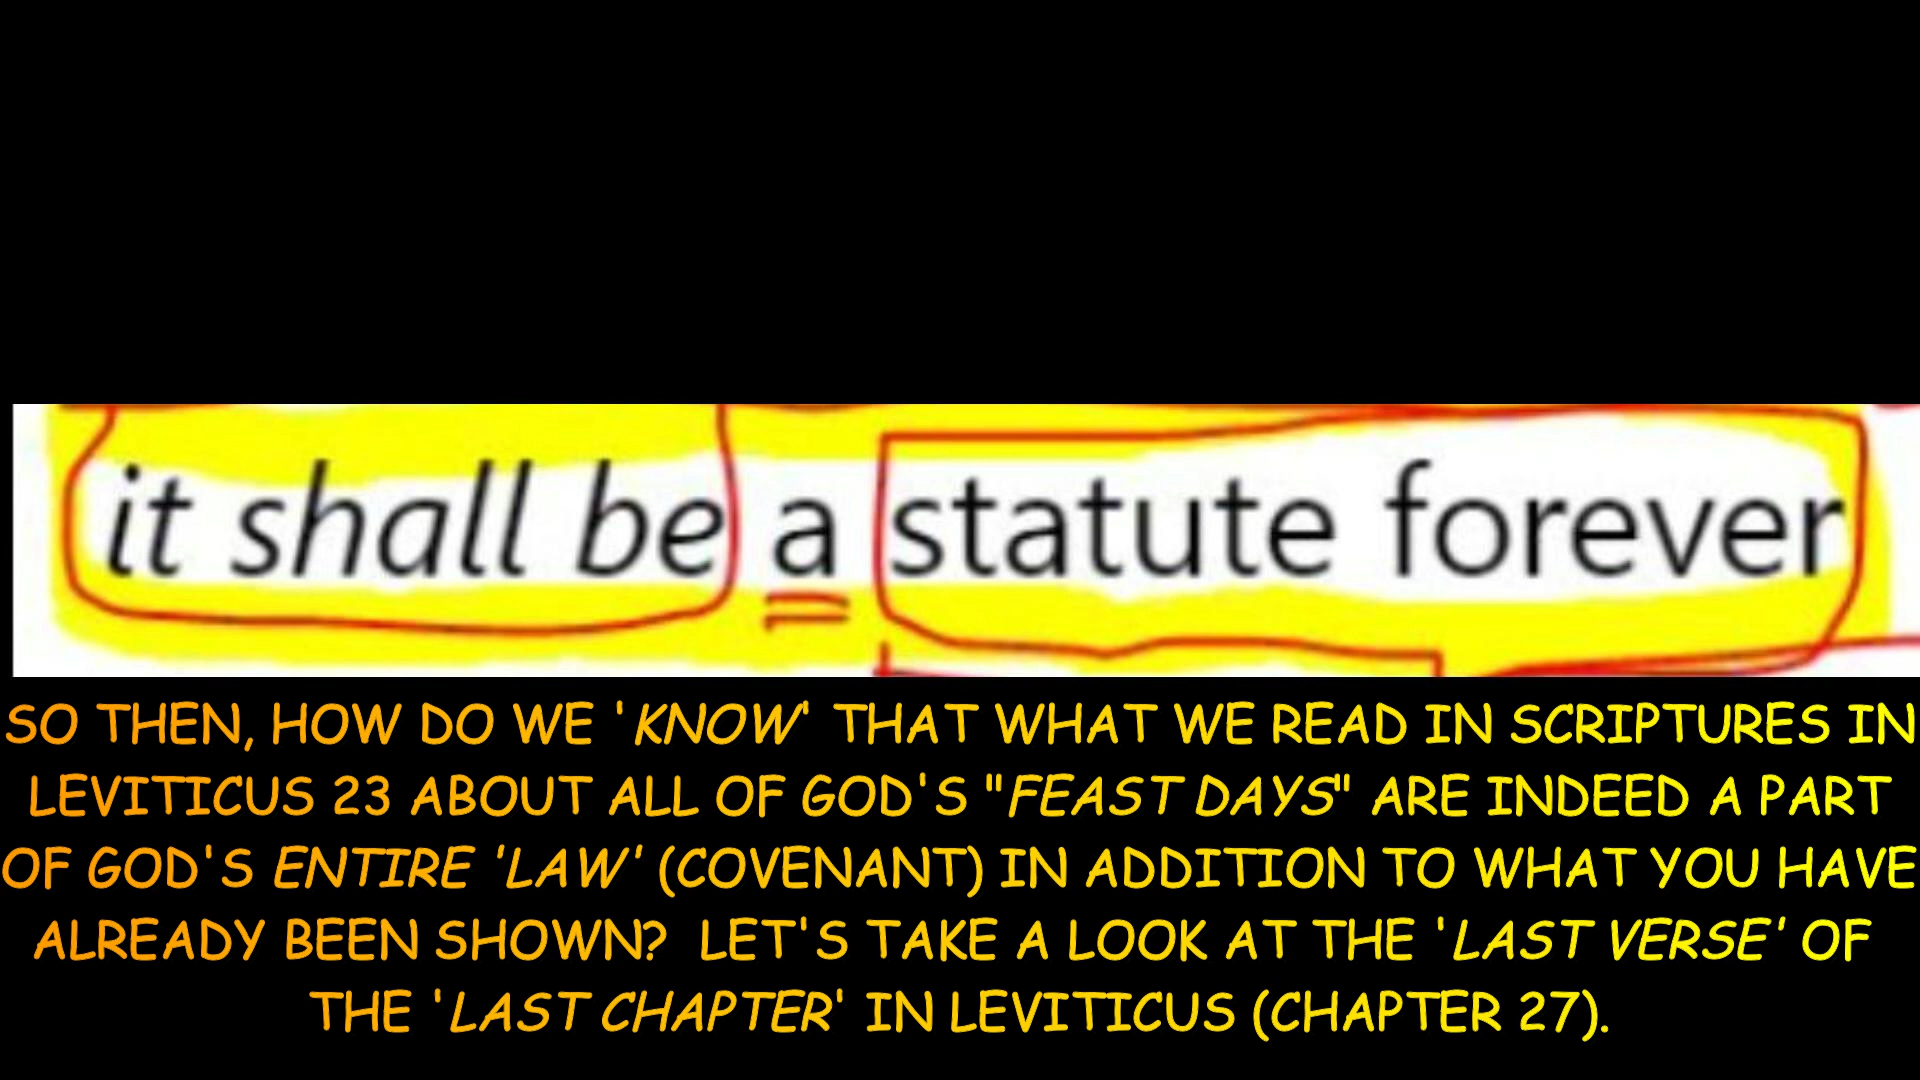 it shall be a statute forever
SO THEN, HOW DO WE 'KNOW' THAT WHAT WE READ IN SCRIPTURES IN
LEVITICUS 23 ABOUT ALL OF GOD'S "FEAST DAYS" ARE INDEED A PART
OF GOD'S ENTIRE 'LAW' (COVENANT) IN ADDITION TO WHAT YOU HAVE
ALREADY BEEN SHOWN?  LET'S TAKE A LOOK AT THE 'LAST VERSE' OF
THE 'LAST CHAPTER' IN LEVITICUS (CHAPTER 27).